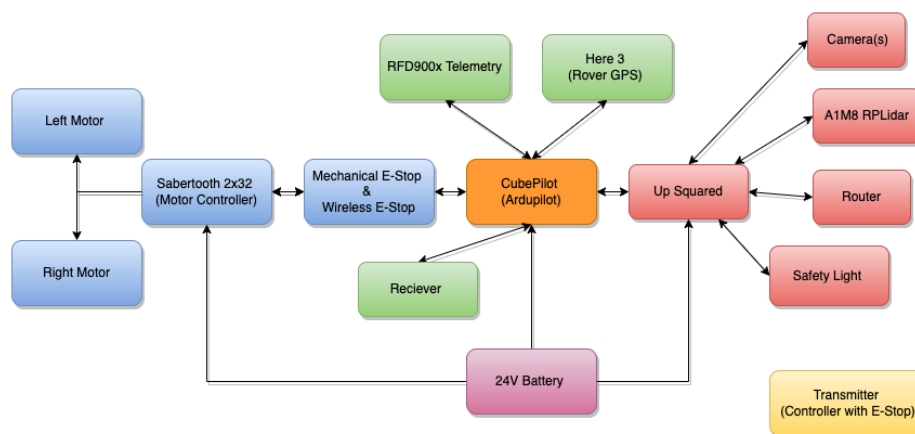 Camera(s)
RFD900x Telemetry
Here 3
(Rover GPS)
Left Motor
A1M8 RPLidar
Sabertooth 2x32
(Motor Controller)
Mechanical E-Stop
&
Wireless E-Stop
CubePilot
(Ardupilot)
Up Squared
Router
Right Motor
Reciever
Safety Light
24V Battery
Transmitter
(Controller with E-Stop)